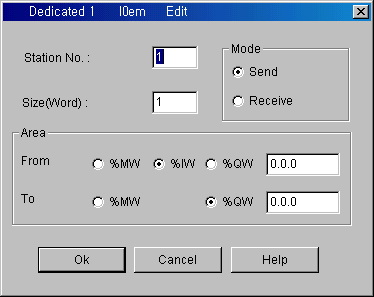 Dedicated 1 I0em Edit
Station No. : 1
Size(Word) : 1
Mode
Send
Receive
Area
From %MW %IW %QW 0.0.0
To %MW %QW 0.0.0
Ok Cancel Help